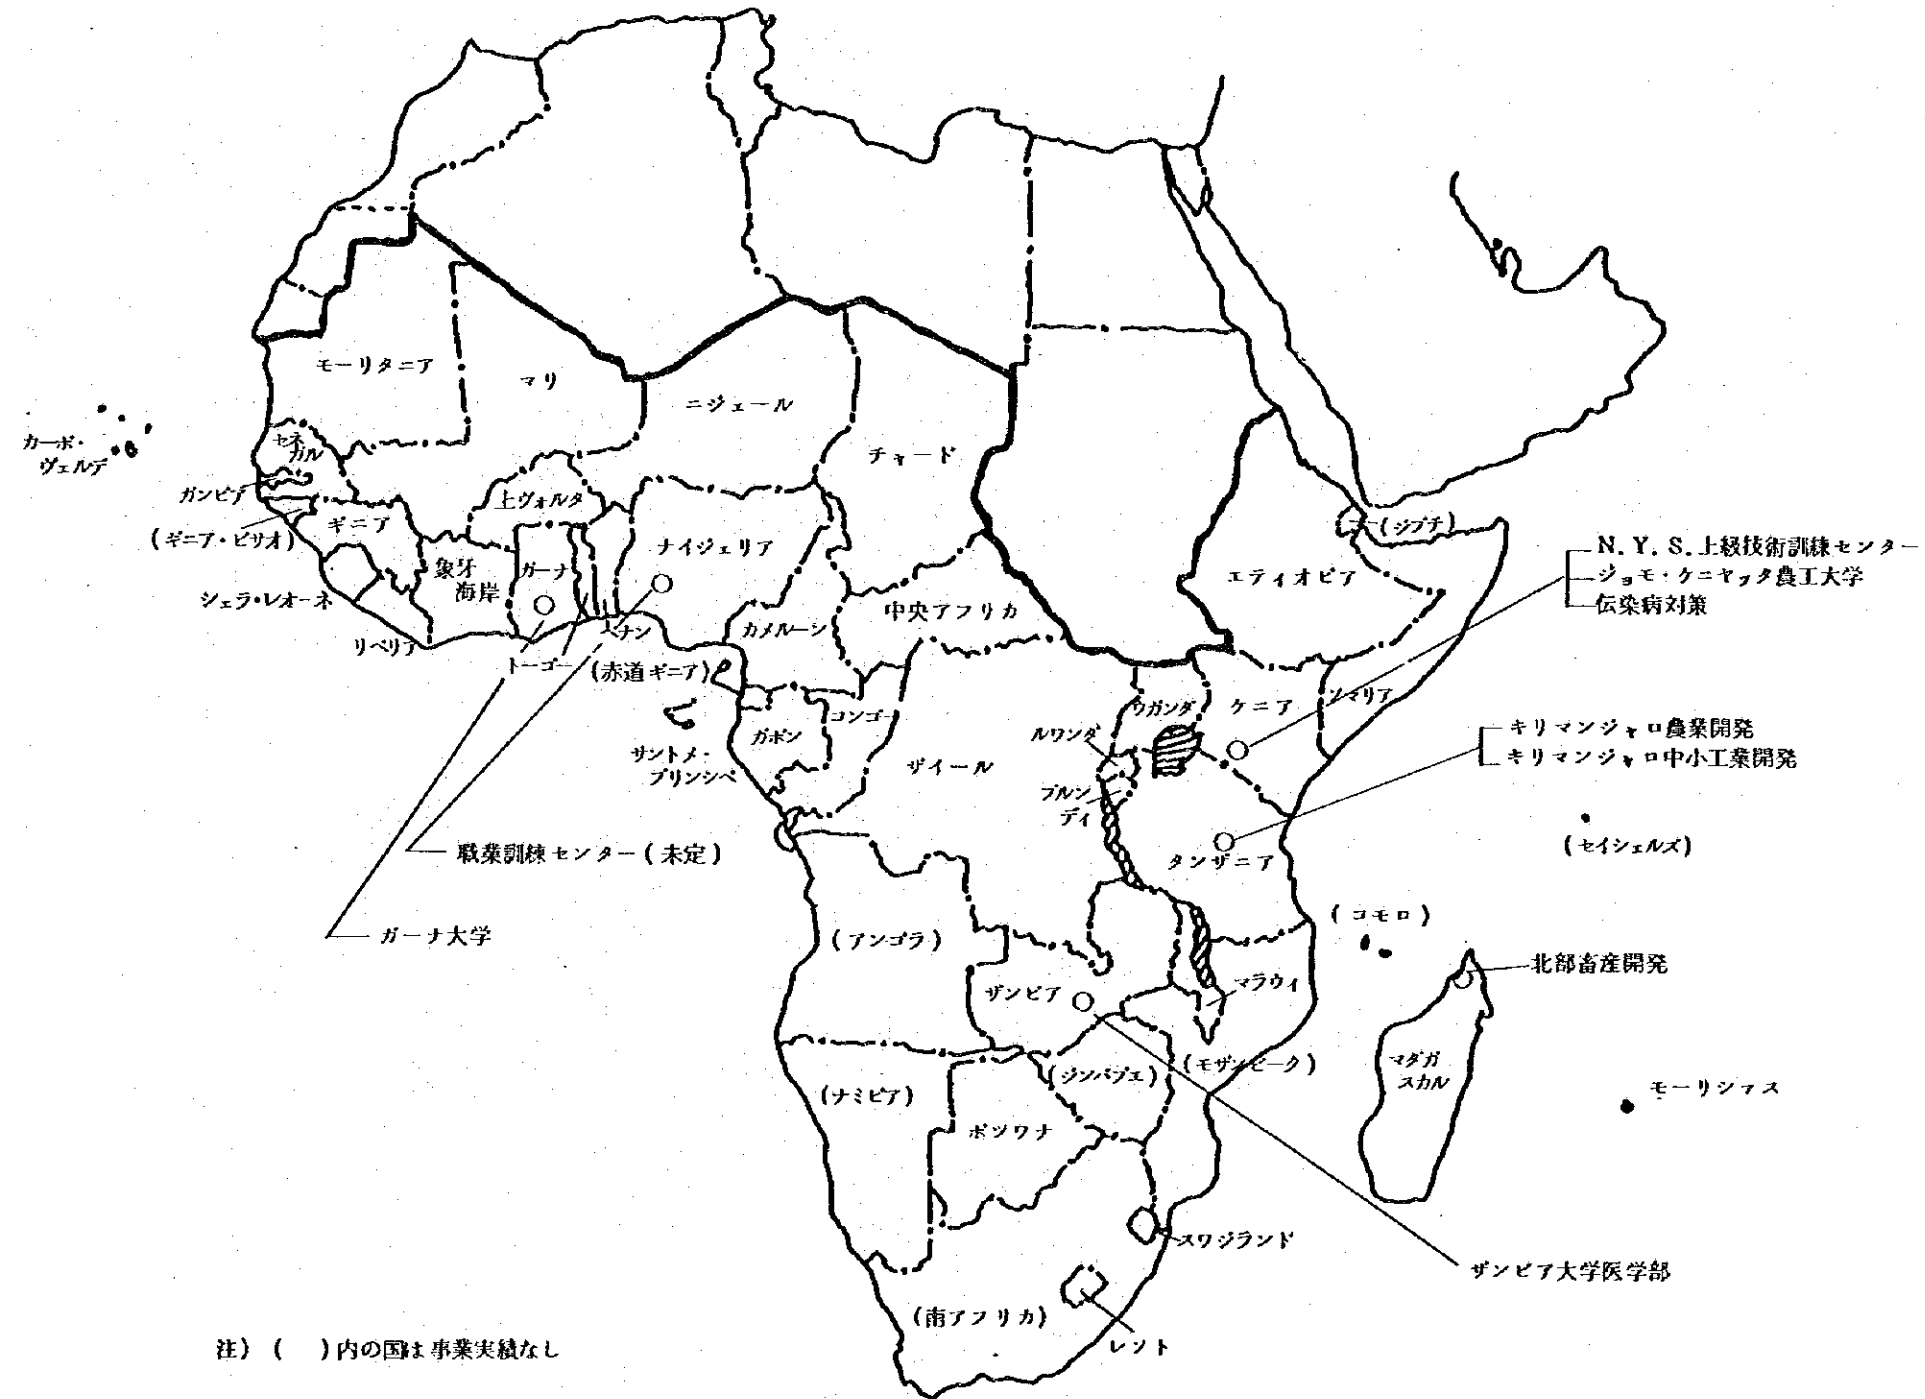 モーリタニア
マリ
ニジェール
チャード
カーボ・
ヴェルデ
セネ
ガル
ガンビア
(ギニア・ビサオ)
ギニア
上ヴォルタ
シェラ・レオーネ
リベリア
象牙
海岸
ガーナ
トーゴー
ベナン
ナイジェリア
カメルーン
中央アフリカ
(赤道ギニア)
サントメ・
プリンシペ
ガボン
コンゴー
ザイール
エティオピア
(ジプチ)
ソマリア
ウガンダ
ケニア
ルワンダ
ブルン
ディ
タンザニア
N.Y.S.上級技術訓練センター
ジョモ・ケニヤッタ農工大学
伝染病対策
キリマンジャロ農業開発
キリマンジャロ中小工業開発
(セイシェルズ)
(コモロ)
北部畜産開発
マダガ
スカル
モーリシァス
職業訓練センター(未定)
ガーナ大学
(アンゴラ)
ザンビア
マラウィ
(モザンビーク)
(ジンバブエ)
(ナミビア)
ボツワナ
スワジランド
ザンビア大学医学部
(南アフリカ)
レソト
注) (　)内の国は事業実績なし